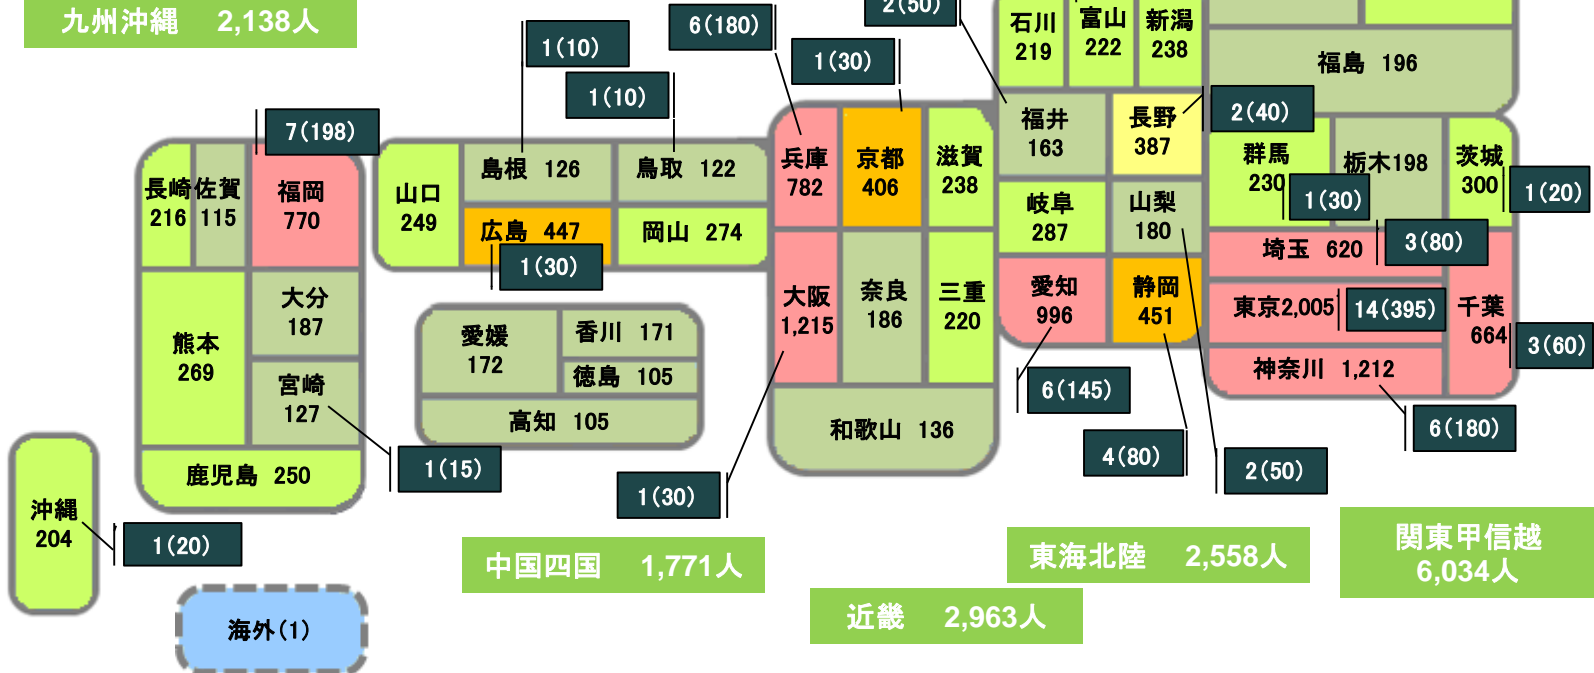 九州沖縄 2,138人
1(10)
6(180)
2(50)
1(30)
1(10)
石川
219
富山
222
新潟
238
福島 196
7(198)
長崎
216
佐賀
115
福岡
770
山口
249
島根 126
鳥取 122
広島 447
1(30)
岡山 274
兵庫
782
京都
406
滋賀
238
福井
163
長野
387
2(40)
群馬
230
栃木198
茨城
300
1(30)
1(20)
岐阜
287
山梨
180
埼玉 620
3(80)
熊本
269
大分
187
宮崎
127
愛媛
172
香川 171
徳島 105
高知 105
大阪
1,215
奈良
186
三重
220
愛知
996
静岡
451
東京2,005
14(395)
千葉
664
3(60)
神奈川 1,212
6(145)
6(180)
和歌山 136
4(80)
2(50)
鹿児島 250
1(15)
1(30)
沖縄
204
1(20)
中国四国 1,771人
東海北陸 2,558人
関東甲信越
6,034人
近畿 2,963人
海外(1)